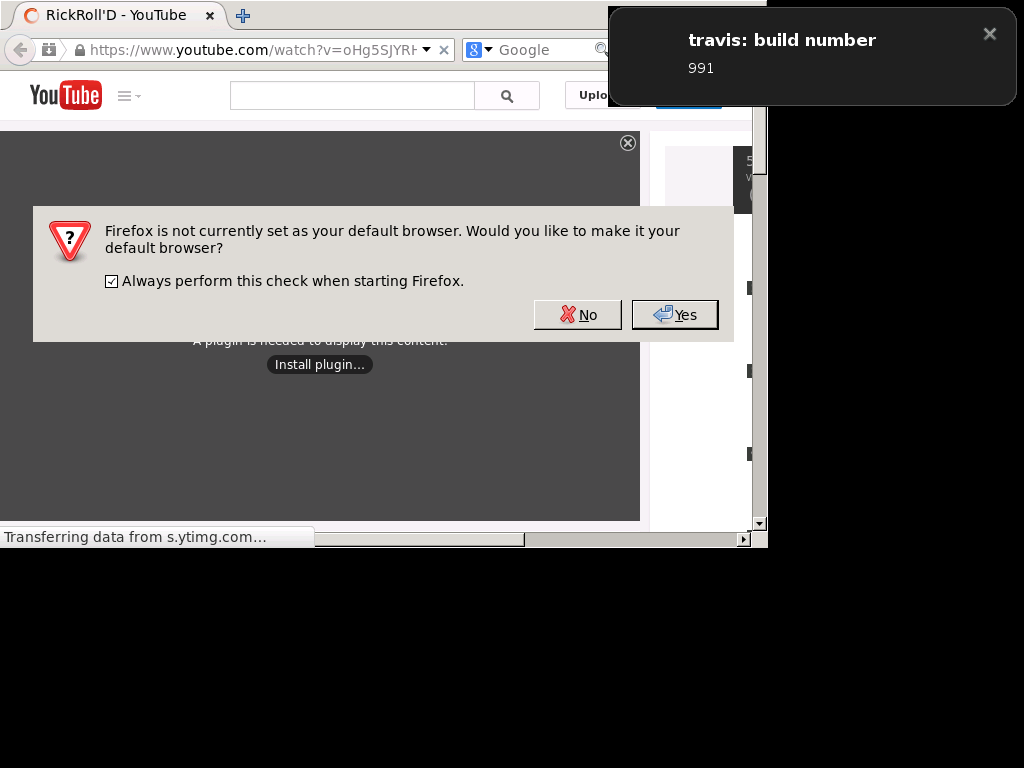 RickRoll'D - YouTube
https://www.youtube.com/watch?v=oHg5SJYRH
Google
travis: build number
991
YouTube
Uplo
5
Firefox is not currently set as your default browser. Would you like to make it your
default browser?
Always perform this check when starting Firefox.
No
Yes
A plugin is needed to display this content.
Install plugin...
Transferring data from s.ytimg.com...